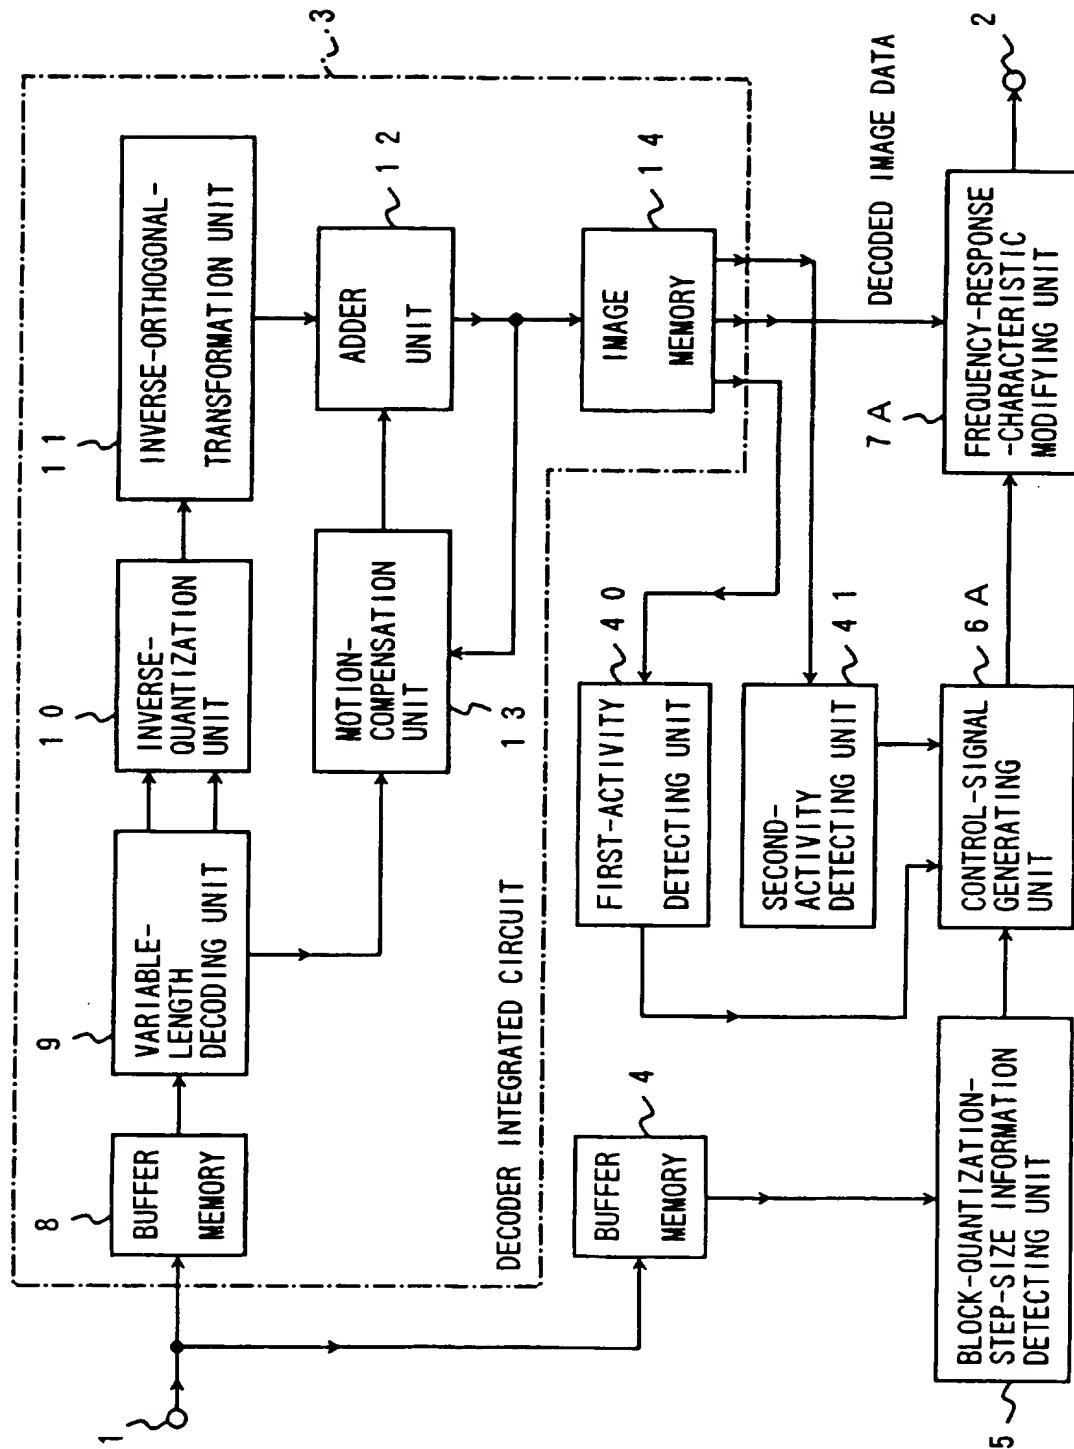 3
11
INVERSE-ORTHOGONAL-
TRANSFORMATION UNIT
10
INVERSE-
QUANTIZATION
UNIT
9
VARIABLE-
LENGTH
DECODING UNIT
8
BUFFER
MEMORY
1
12
ADDER
UNIT
MOTION-
COMPENSATION
UNIT
13
DECODER INTEGRATED CIRCUIT
14
IMAGE
MEMORY
40
FIRST-ACTIVITY
DETECTING UNIT
4
BUFFER
MEMORY
SECOND-
ACTIVITY
DETECTING UNIT
41
DECODED IMAGE DATA
2
7A
FREQUENCY-RESPONSE
-CHARACTERISTIC
MODIFYING UNIT
6A
CONTROL-SIGNAL
GENERATING
UNIT
BLOCK-QUANTIZATION-
STEP-SIZE INFORMATION
DETECTING UNIT
5